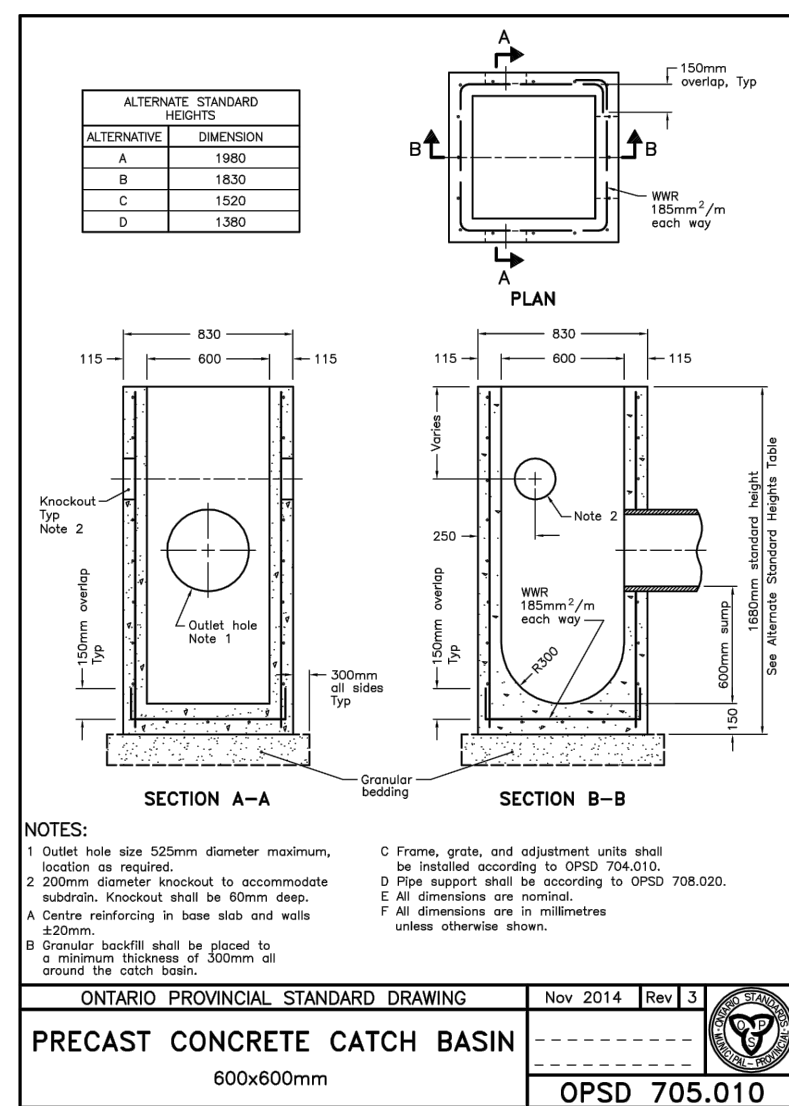 ALTERNATE STANDARD
HEIGHTS
ALTERNATIVE DIMENSION
A 1980
B 1830
C 1520
D 1380
A
150mm
overlap, Typ
B
B
WWR
185mm²/m
each way
A
PLAN
830
115 600 115
Knockout
Typ
Note 2
Outlet hole
Note 1
150mm overlap
Typ
300mm
all sides
Typ
SECTION A–A
830
115 600 115
Varies
Note 2
250
WWR
185mm²/m
each way
R300
150mm overlap
Typ
600mm sump
150
1680mm standard height
See Alternate Standard Heights Table
Granular
bedding
SECTION B–B
NOTES:
1 Outlet hole size 525mm diameter maximum,
location as required.
2 200mm diameter knockout to accommodate
subdrain. Knockout shall be 60mm deep.
A Centre reinforcing in base slab and walls
±20mm.
B Granular backfill shall be placed to
a minimum thickness of 300mm all
around the catch basin.
C Frame, grate, and adjustment units shall
be installed according to OPSD 704.010.
D Pipe support shall be according to OPSD 708.020.
E All dimensions are nominal.
F All dimensions are in millimetres
unless otherwise shown.
ONTARIO PROVINCIAL STANDARD DRAWING
Nov 2014 Rev 3
PRECAST CONCRETE CATCH BASIN
600x600mm
ONTARIO STANDARDS
MUNICIPAL – PROVINCIAL
O P
S
OPSD 705.010